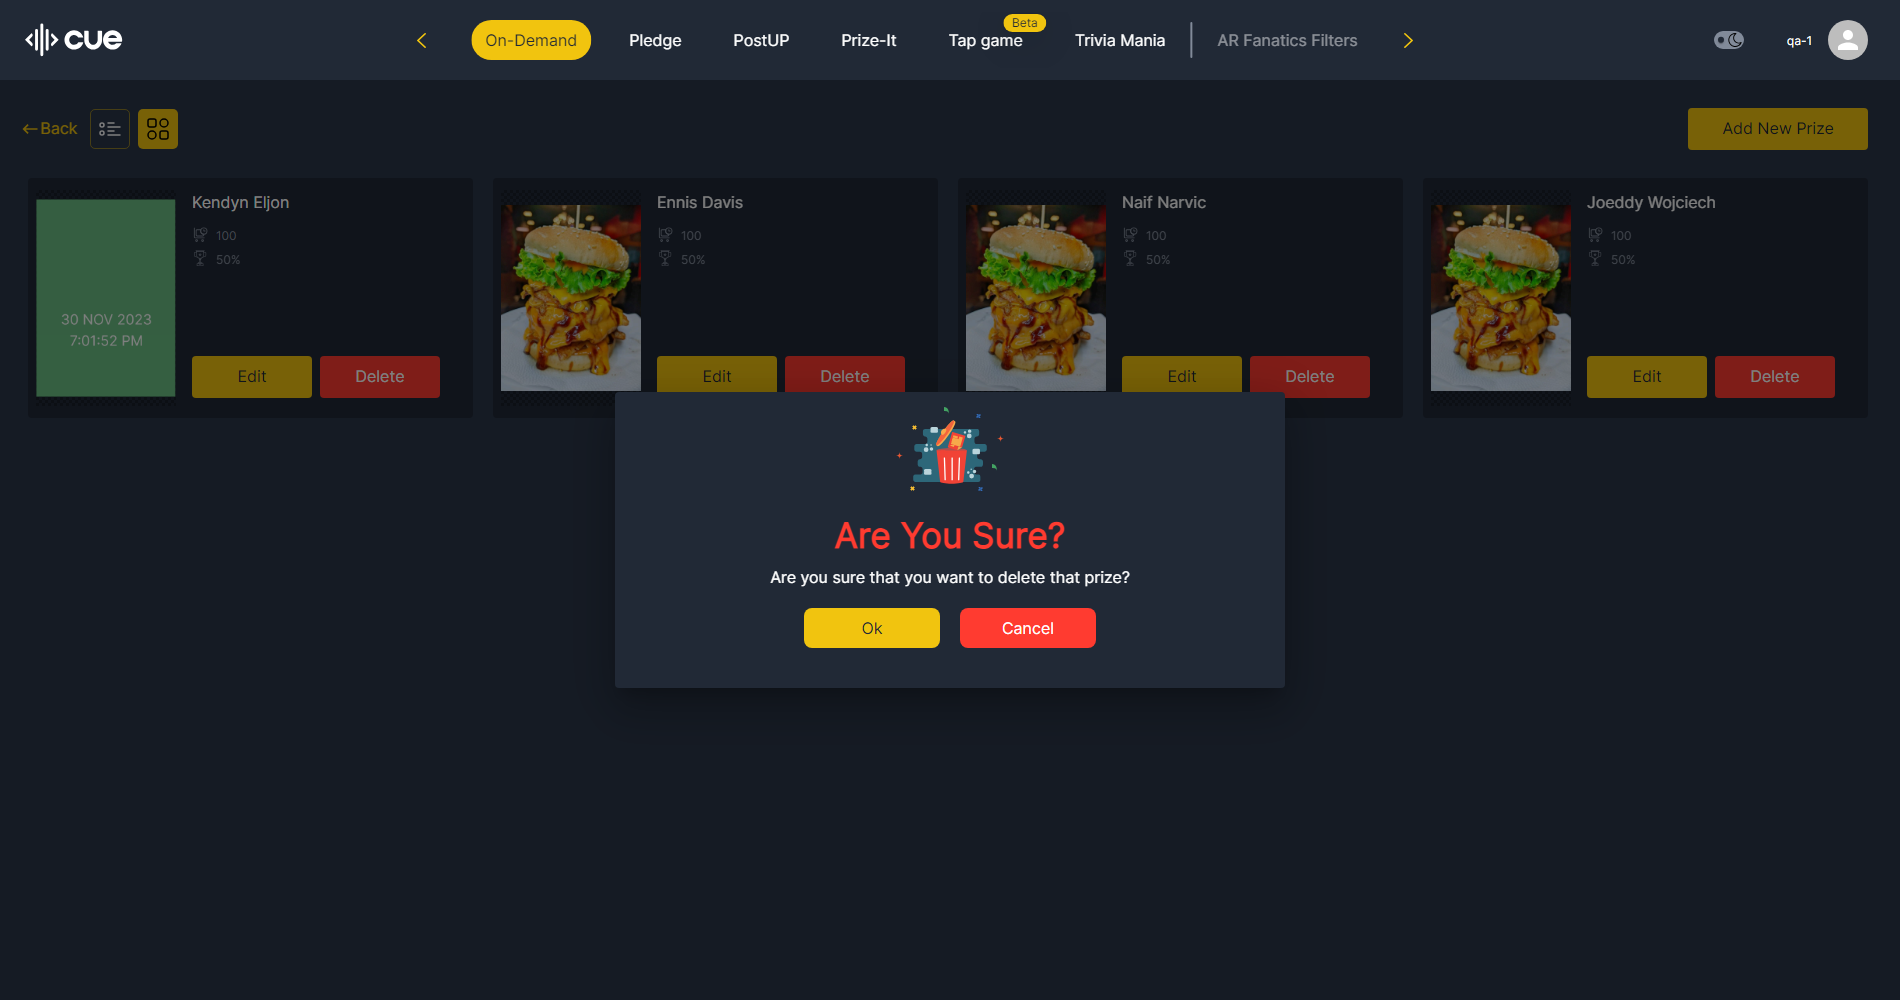 cue
On-Demand
Pledge
PostUP
Prize-It
Tap game
Beta
Trivia Mania
AR Fanatics Filters
qa-1
Back
Add New Prize
30 NOV 2023
7:01:52 PM
Kendyn Eljon
100
50%
Edit
Delete
Ennis Davis
100
50%
Edit
Delete
Naif Narvic
100
50%
Edit
Delete
Joeddy Wojciech
100
50%
Edit
Delete
Are You Sure?
Are you sure that you want to delete that prize?
Ok
Cancel